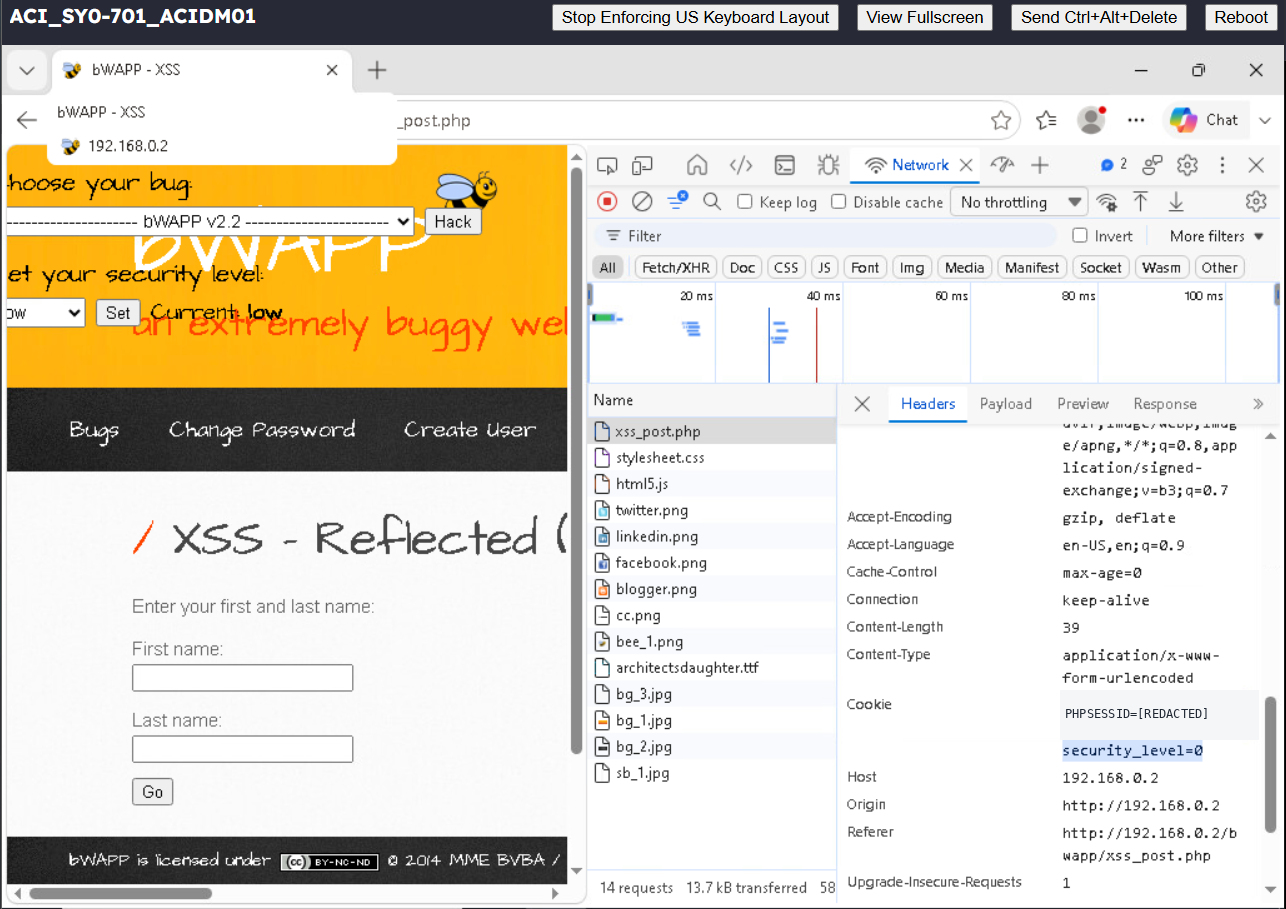 ACI_SY0-701_ACIDM01
Stop Enforcing US Keyboard Layout
View Fullscreen
Send Ctrl+Alt+Delete
Reboot
bWAPP - XSS
bWAPP - XSS
192.168.0.2
_post.php
Chat
hoose your bug:
---------------------- bWAPP v2.2 ------------------------
Hack
bWAPP
et your security level:
ow
Set
Current: low
an extremely buggy web
Bugs
Change Password
Create User
/ XSS - Reflected (
Enter your first and last name:
First name:
Last name:
Go
bWAPP is licensed under
(cc) BY-NC-ND
© 2014 MME BVBA /
Network
2
Keep log
Disable cache
No throttling
Filter
Invert
More filters
All
Fetch/XHR
Doc
CSS
JS
Font
Img
Media
Manifest
Socket
Wasm
Other
20 ms
40 ms
60 ms
80 ms
100 ms
Name
xss_post.php
stylesheet.css
html5.js
twitter.png
linkedin.png
facebook.png
blogger.png
cc.png
bee_1.png
architectsdaughter.ttf
bg_3.jpg
bg_1.jpg
bg_2.jpg
sb_1.jpg
14 requests
13.7 kB transferred
58
Headers
Payload
Preview
Response
avif,image/webp,imag
e/apng,*/*;q=0.8,app
lication/signed-
exchange;v=b3;q=0.7
Accept-Encoding
gzip, deflate
Accept-Language
en-US,en;q=0.9
Cache-Control
max-age=0
Connection
keep-alive
Content-Length
39
Content-Type
application/x-www-
form-urlencoded
Cookie
PHPSESSID=[REDACTED]
security_level=0
Host
192.168.0.2
Origin
http://192.168.0.2
Referer
http://192.168.0.2/b
wapp/xss_post.php
Upgrade-Insecure-Requests
1